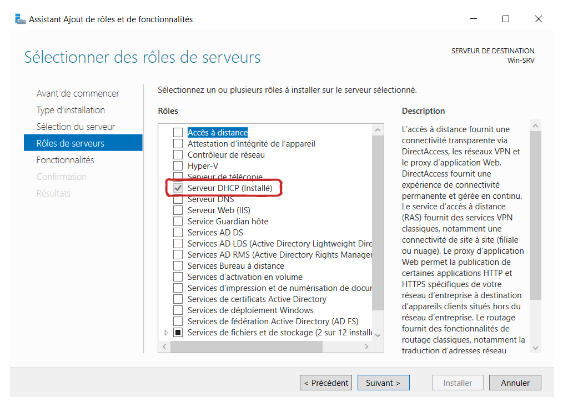 Assistant Ajout de rôles et de fonctionnalités
Sélectionner des rôles de serveurs
SERVEUR DE DESTINATION
Win-SRV
Avant de commencer
Type d'installation
Sélection du serveur
Rôles de serveurs
Fonctionnalités
Confirmation
Résultats
Sélectionnez un ou plusieurs rôles à installer sur le serveur sélectionné.
Rôles
Accès à distance
Attestation d'intégrité de l'appareil
Contrôleur de réseau
Hyper-V
Serveur de télécopie
Serveur DHCP (Installé)
Serveur DNS
Serveur Web (IIS)
Service Guardian hôte
Services AD DS
Services AD LDS (Active Directory Lightweight Dire
Services AD RMS (Active Directory Rights Manager
Services Bureau à distance
Services d'activation en volume
Services d'impression et de numérisation de docur
Services de certificats Active Directory
Services de déploiement Windows
Services de fédération Active Directory (AD FS)
Services de fichiers et de stockage (2 sur 12 installé
Description
L'accès à distance fournit une
connectivité transparente via
DirectAccess, les réseaux VPN et
le proxy d'application Web.
DirectAccess fournit une
expérience de connectivité
permanente et gérée en continu.
Le service d'accès à distance
(RAS) fournit des services VPN
classiques, notamment une
connectivité de site à site (filiale
ou nuage). Le proxy d'application
Web permet la publication de
certaines applications HTTP et
HTTPS spécifiques de votre
réseau d'entreprise à destination
d'appareils clients situés hors du
réseau d'entreprise. Le routage
fournit des fonctionnalités de
routage classiques, notamment la
traduction d'adresses réseau
< Précédent
Suivant >
Installer
Annuler